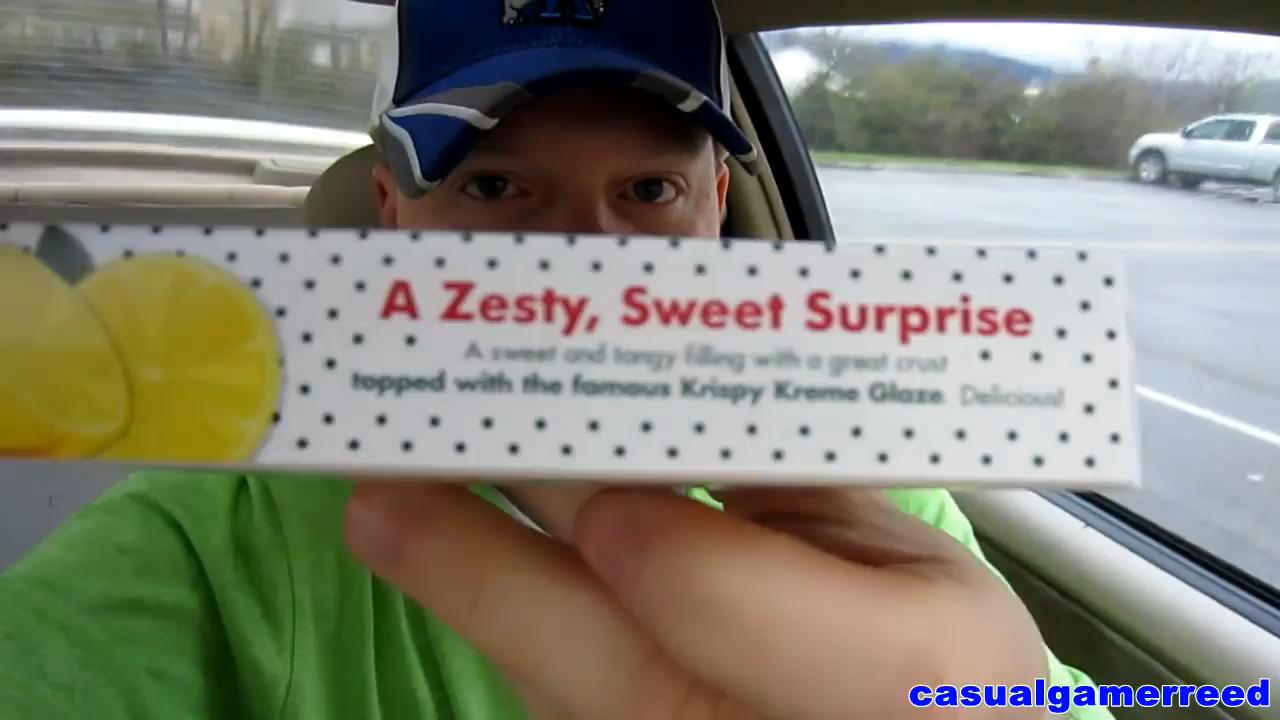 A Zesty, Sweet Surprise
A sweet and tangy filling with a great crust
topped with the famous Krispy Kreme Glaze. Delicious!
casualgamerreed